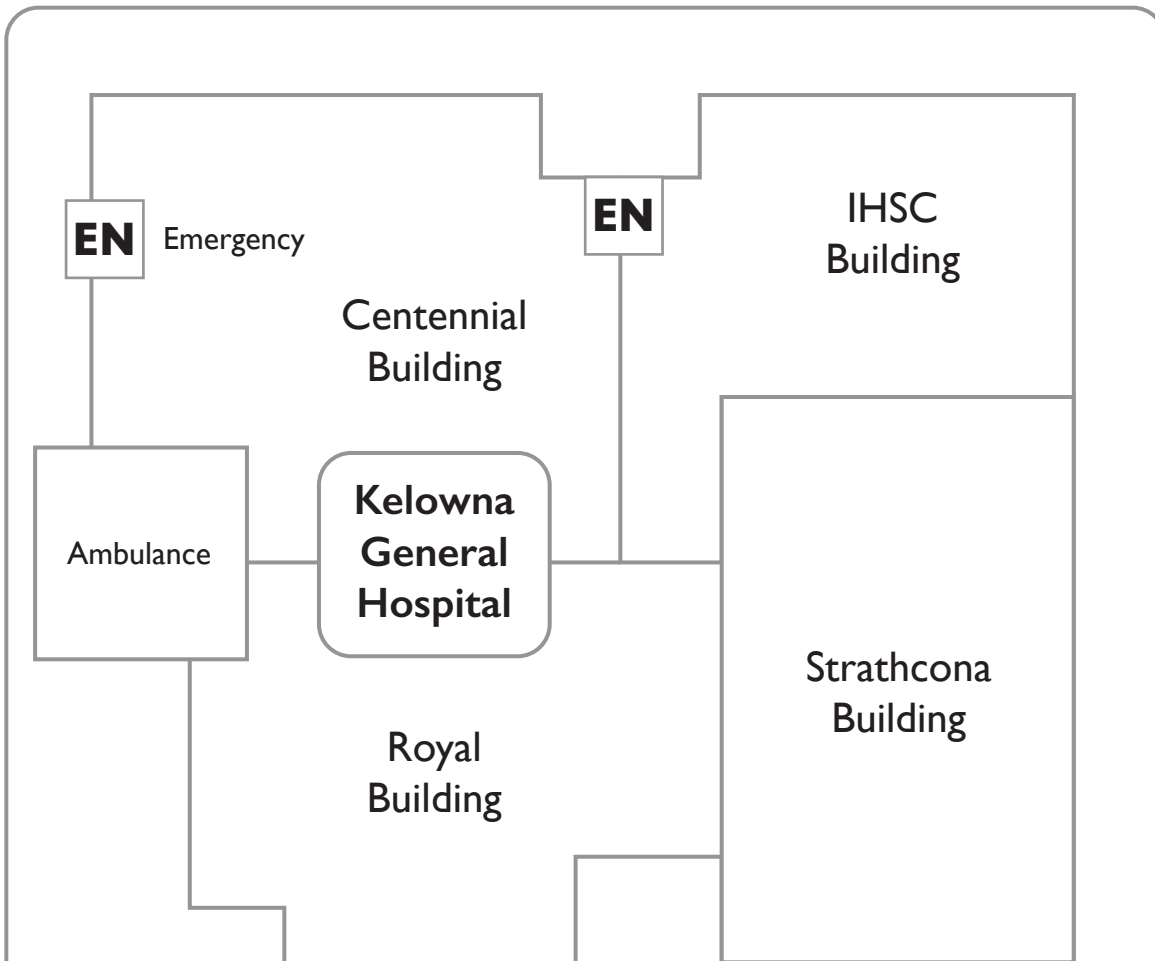 EN
Emergency
EN
IHSC
Building
Centennial
Building
Ambulance
Kelowna
General
Hospital
Strathcona
Building
Royal
Building